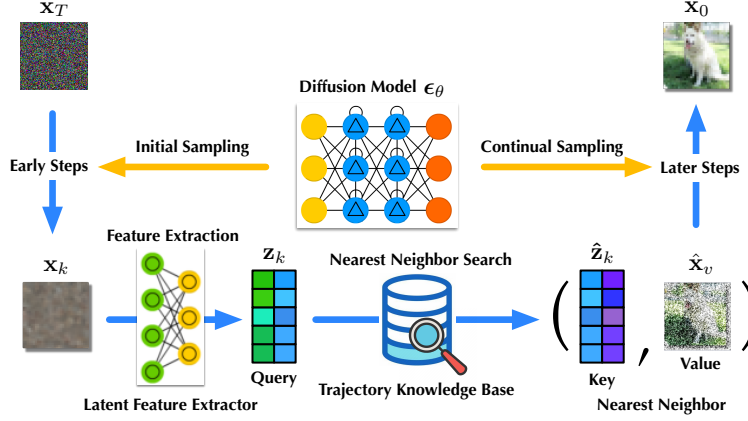 x_T
x_0
Diffusion Model ϵ_θ
Initial Sampling
Continual Sampling
Early Steps
Later Steps
Feature Extraction
x_k
z_k
Nearest Neighbor Search
ẑ_k
x̂_v
( , )
Query
Key
Value
Latent Feature Extractor
Trajectory Knowledge Base
Nearest Neighbor